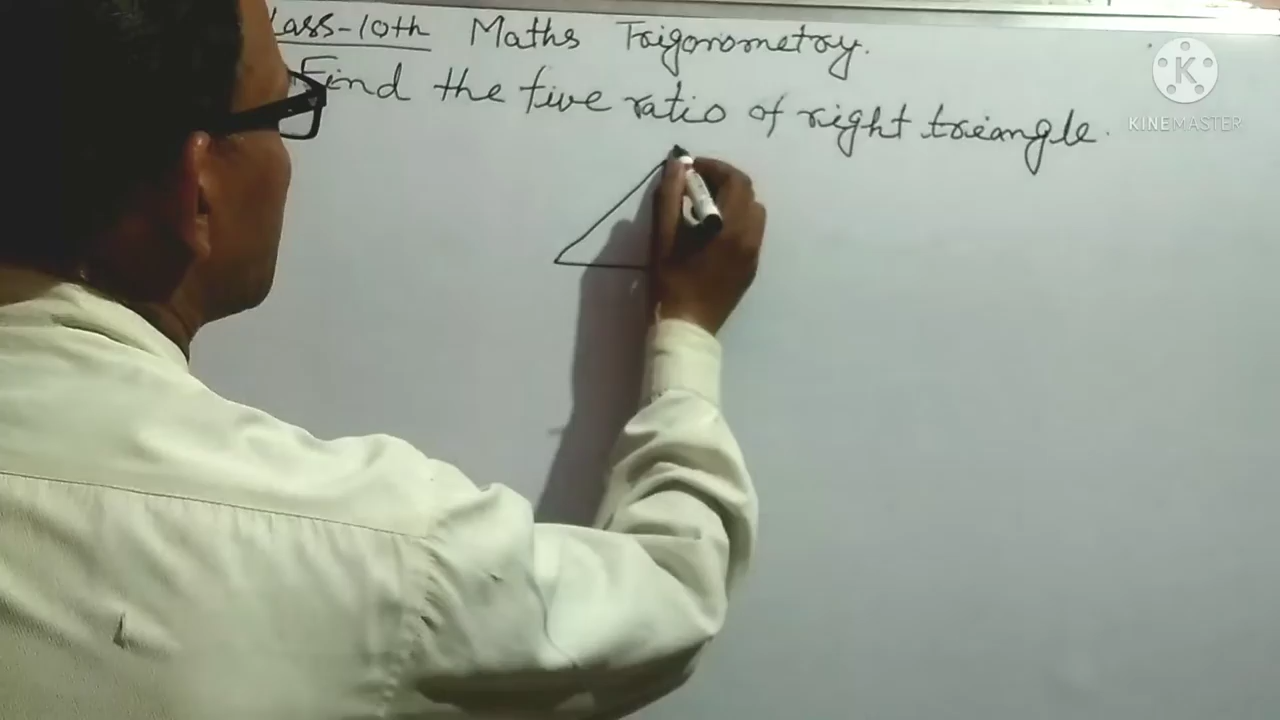 lass-10th Maths Trigonometry.
Find the five ratio of right triangle.
K
KINEMASTER